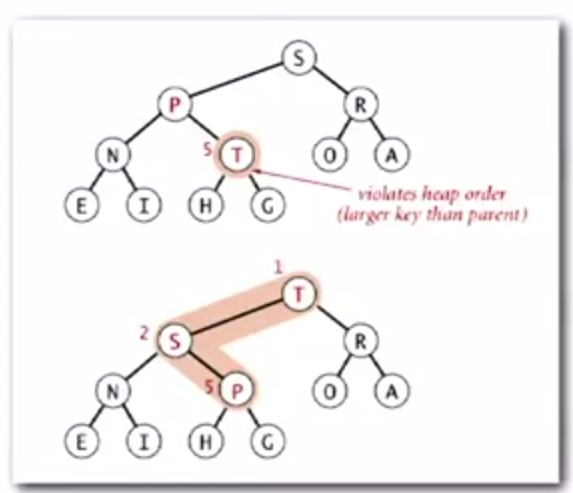 S
P R
N 5 T O A
E I H G
violates heap order
(larger key than parent)
1
T
2 S R
N 5 P O A
E I H G